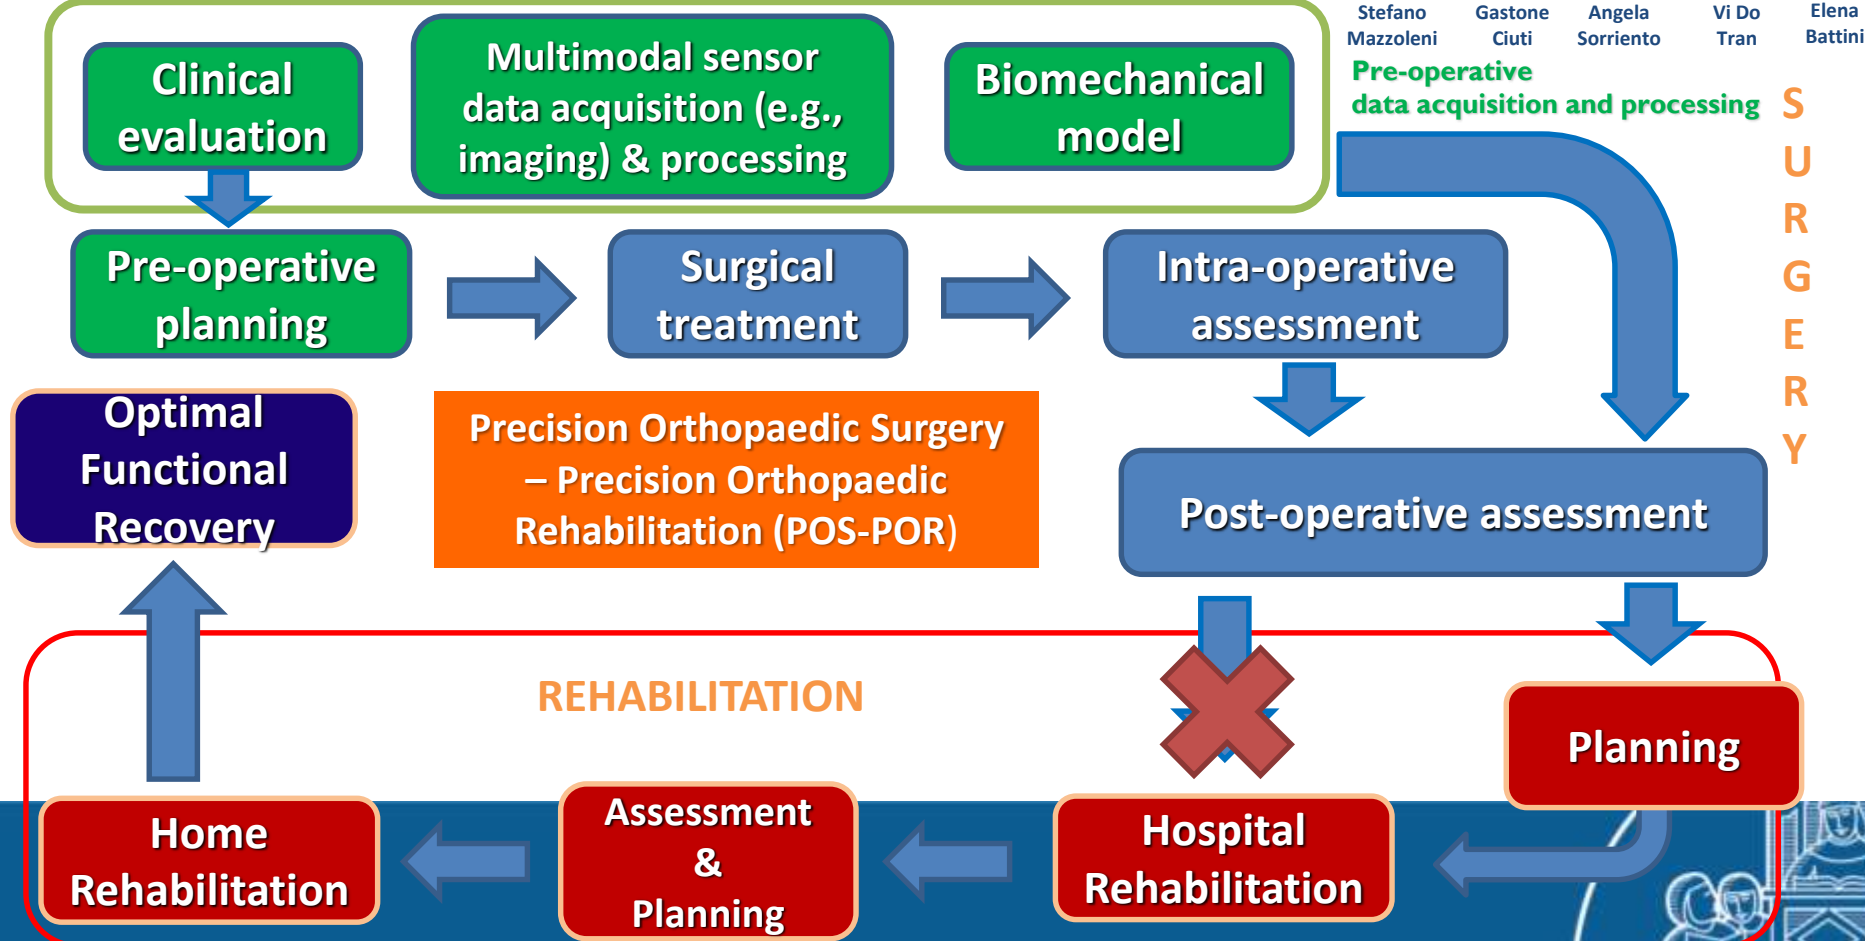 Stefano
Mazzoleni
Gastone
Ciuti
Angela
Sorriento
Vi Do
Tran
Elena
Battini
Clinical
evaluation
Multimodal sensor
data acquisition (e.g.,
imaging) & processing
Biomechanical
model
Pre-operative
data acquisition and processing
S
U
R
G
E
R
Y
Pre-operative
planning
Surgical
treatment
Intra-operative
assessment
Optimal
Functional
Recovery
Precision Orthopaedic Surgery
– Precision Orthopaedic
Rehabilitation (POS-POR)
Post-operative assessment
REHABILITATION
Planning
Home
Rehabilitation
Assessment
&
Planning
Hospital
Rehabilitation